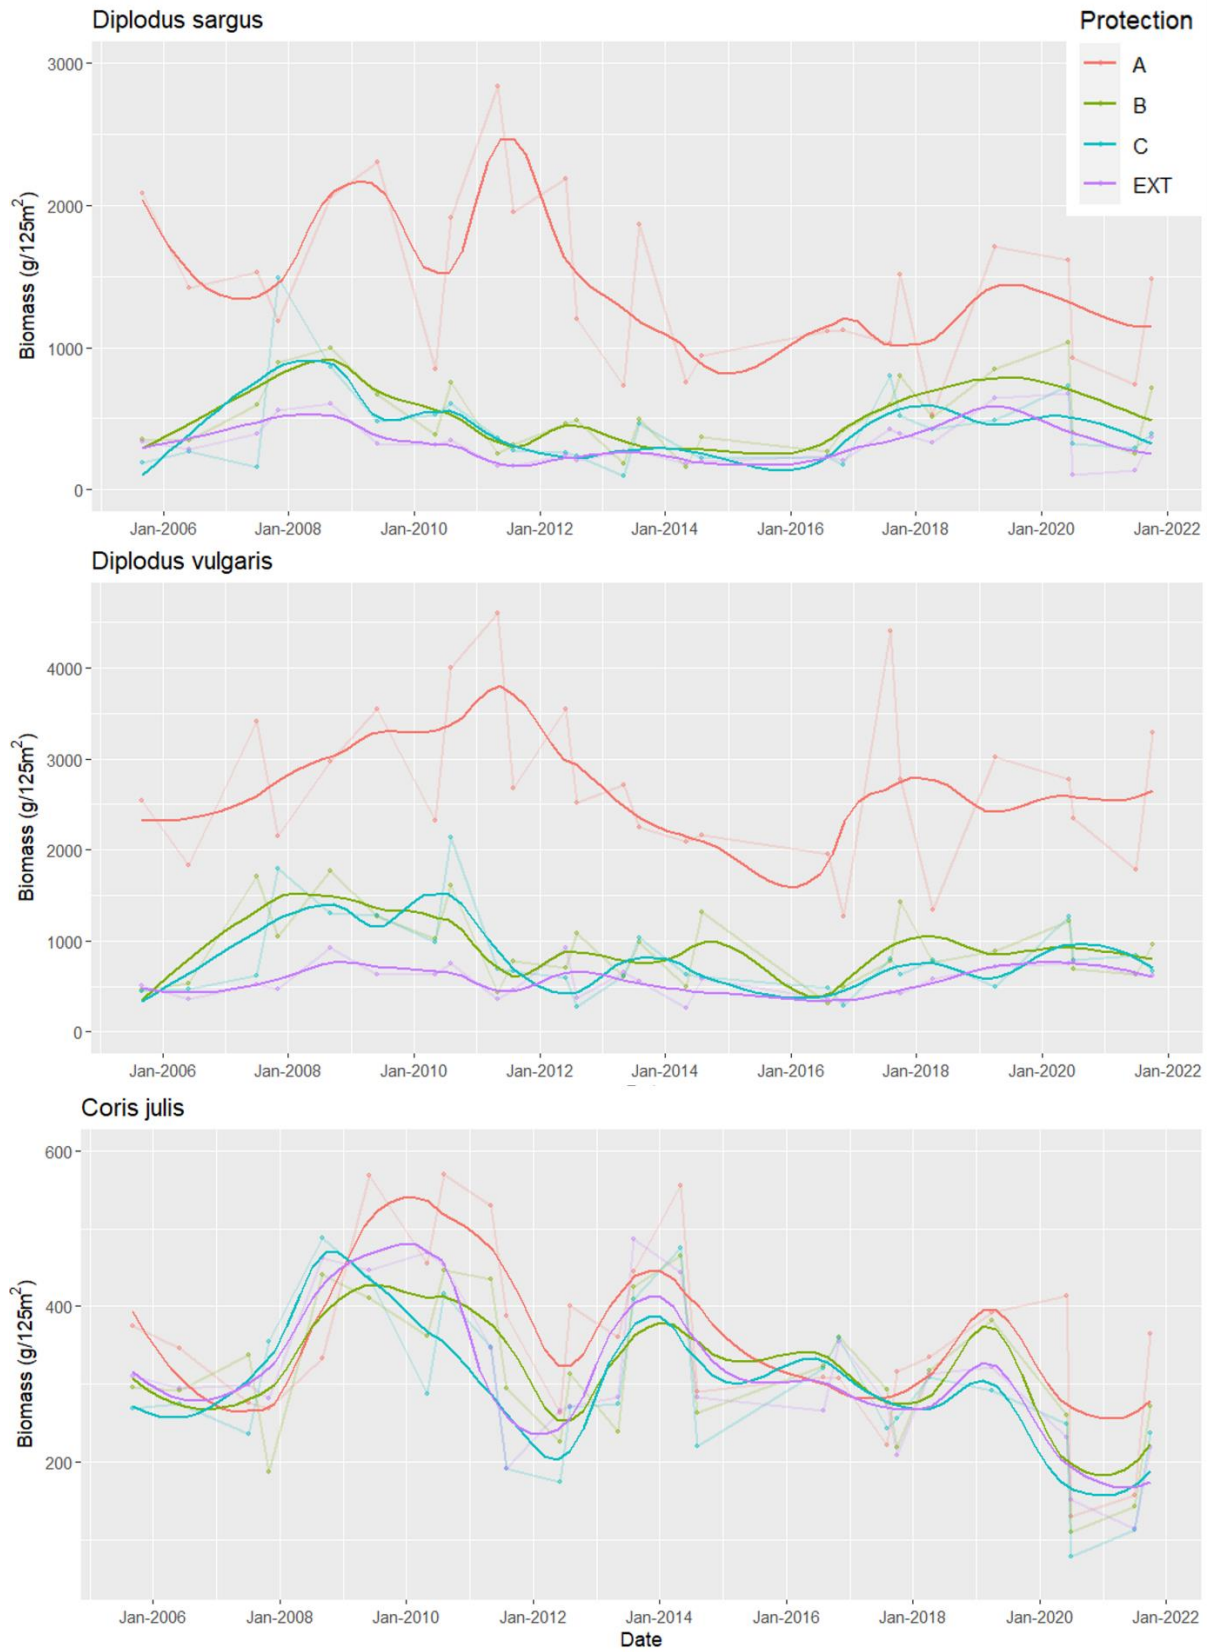 Diplodus sargus
Protection
A
B
C
EXT
Biomass (g/125m²)
3000
2000
1000
0
Jan-2006 Jan-2008 Jan-2010 Jan-2012 Jan-2014 Jan-2016 Jan-2018 Jan-2020 Jan-2022
Diplodus vulgaris
Biomass (g/125m²)
4000
3000
2000
1000
0
Jan-2006 Jan-2008 Jan-2010 Jan-2012 Jan-2014 Jan-2016 Jan-2018 Jan-2020 Jan-2022
Coris julis
Biomass (g/125m²)
600
400
200
Jan-2006 Jan-2008 Jan-2010 Jan-2012 Jan-2014 Jan-2016 Jan-2018 Jan-2020 Jan-2022
Date